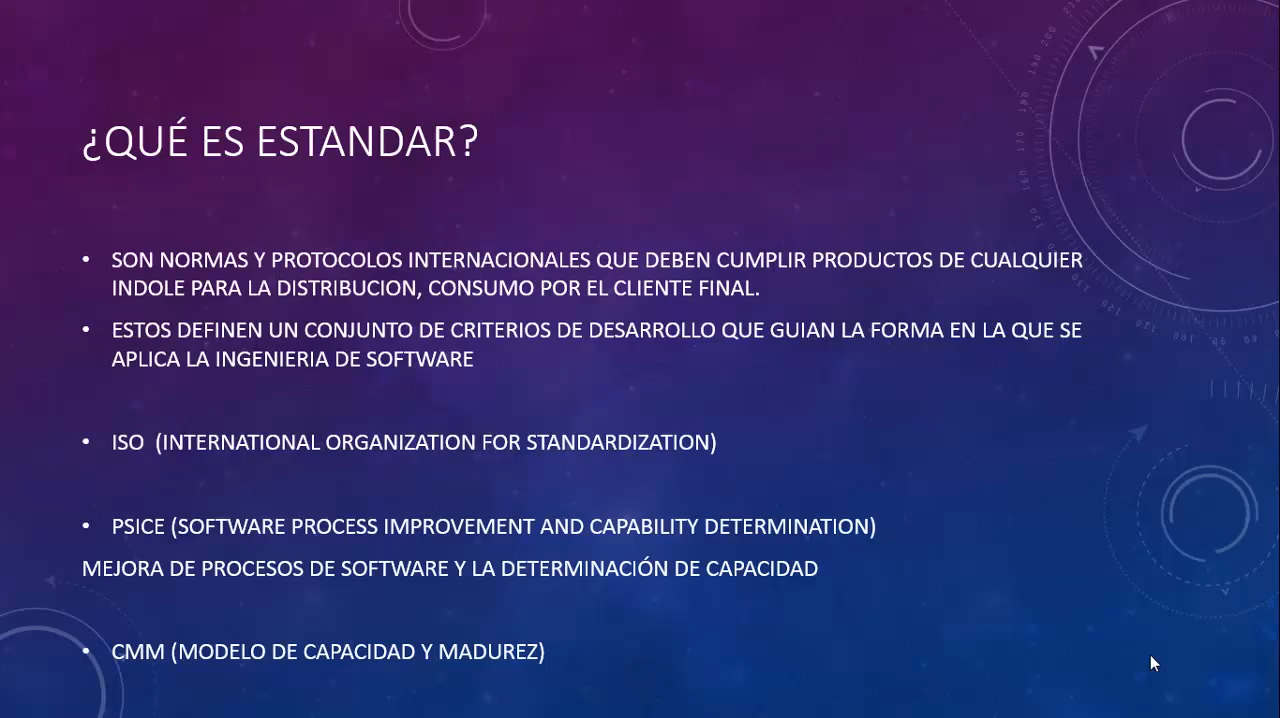 ¿QUÉ ES ESTANDAR?
• SON NORMAS Y PROTOCOLOS INTERNACIONALES QUE DEBEN CUMPLIR PRODUCTOS DE CUALQUIER
INDOLE PARA LA DISTRIBUCION, CONSUMO POR EL CLIENTE FINAL.
• ESTOS DEFINEN UN CONJUNTO DE CRITERIOS DE DESARROLLO QUE GUIAN LA FORMA EN LA QUE SE
APLICA LA INGENIERIA DE SOFTWARE
• ISO (INTERNATIONAL ORGANIZATION FOR STANDARDIZATION)
• PSICE (SOFTWARE PROCESS IMPROVEMENT AND CAPABILITY DETERMINATION)
MEJORA DE PROCESOS DE SOFTWARE Y LA DETERMINACIÓN DE CAPACIDAD
• CMM (MODELO DE CAPACIDAD Y MADUREZ)